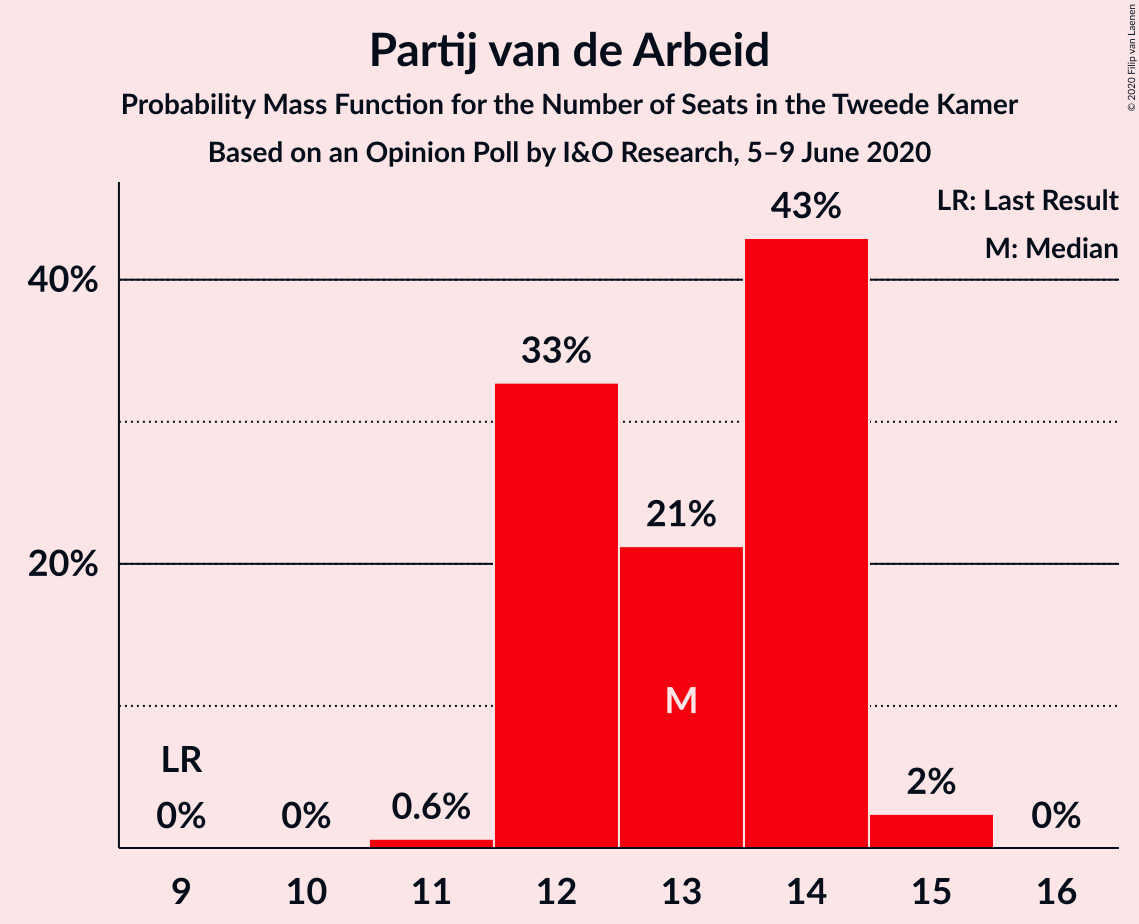 Partij van de Arbeid
Probability Mass Function for the Number of Seats in the Tweede Kamer
Based on an Opinion Poll by I&O Research, 5–9 June 2020
© 2020 Filip van Laenen
LR: Last Result
M: Median
40%
20%
LR
0%
0%
0.6%
33%
21%
M
43%
2%
0%
9 10 11 12 13 14 15 16